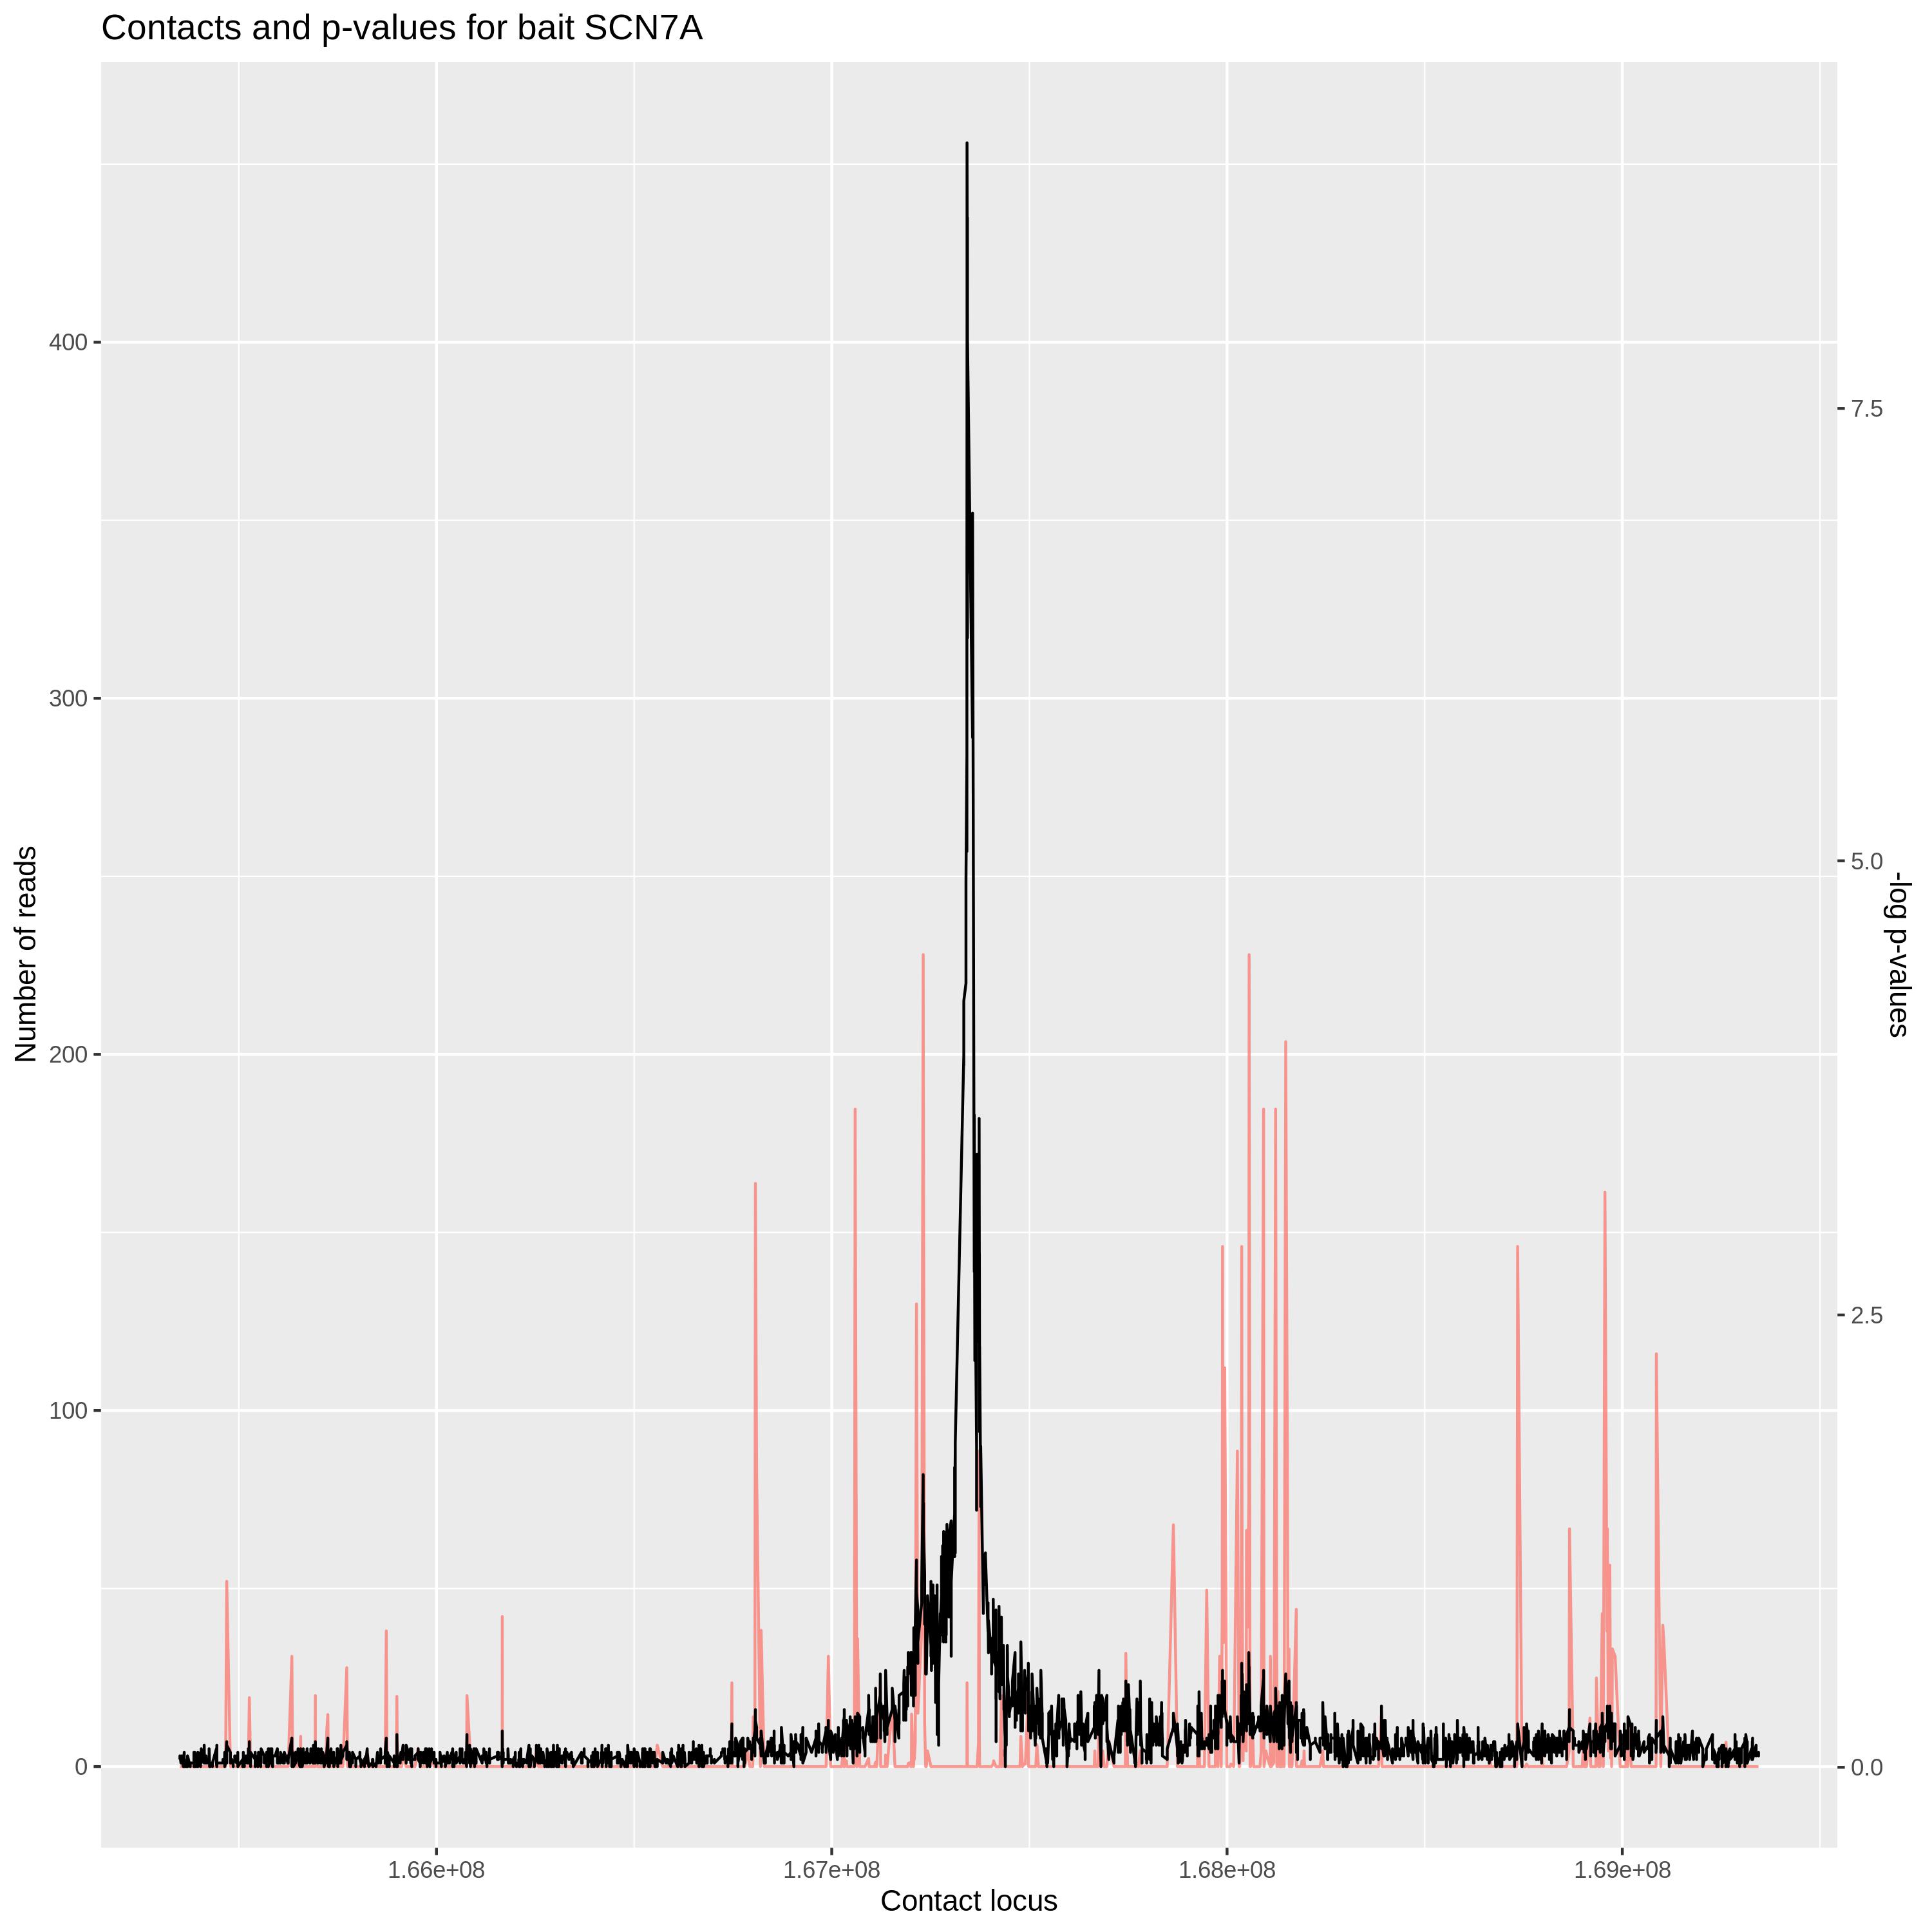 Contacts and p-values for bait SCN7A
Number of reads
400
300
200
100
0
7.5
5.0
2.5
0.0
-log p-values
1.66e+08
1.67e+08
1.68e+08
1.69e+08
Contact locus